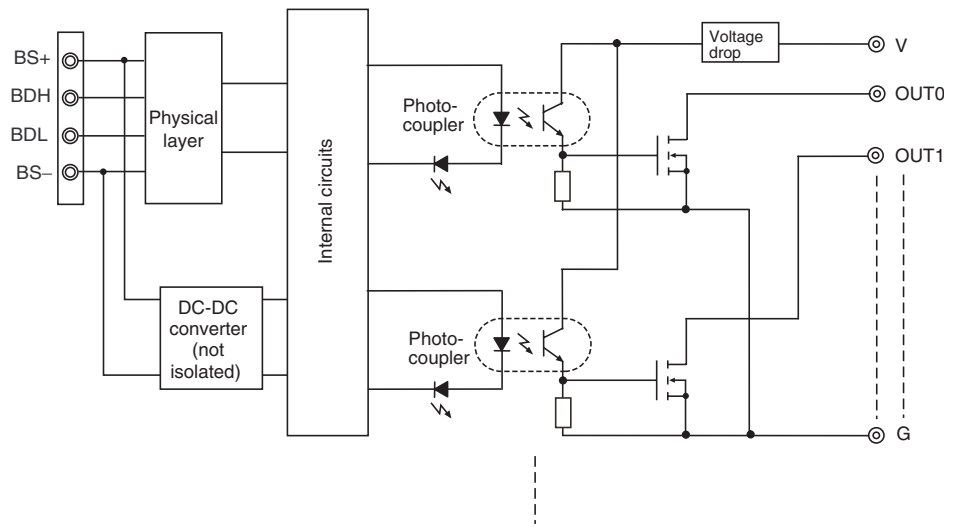 BS+
BDH
BDL
BS–
Physical
layer
DC-DC
converter
(not
isolated)
Internal circuits
Photo-
coupler
Photo-
coupler
Voltage
drop
V
OUT0
OUT1
G